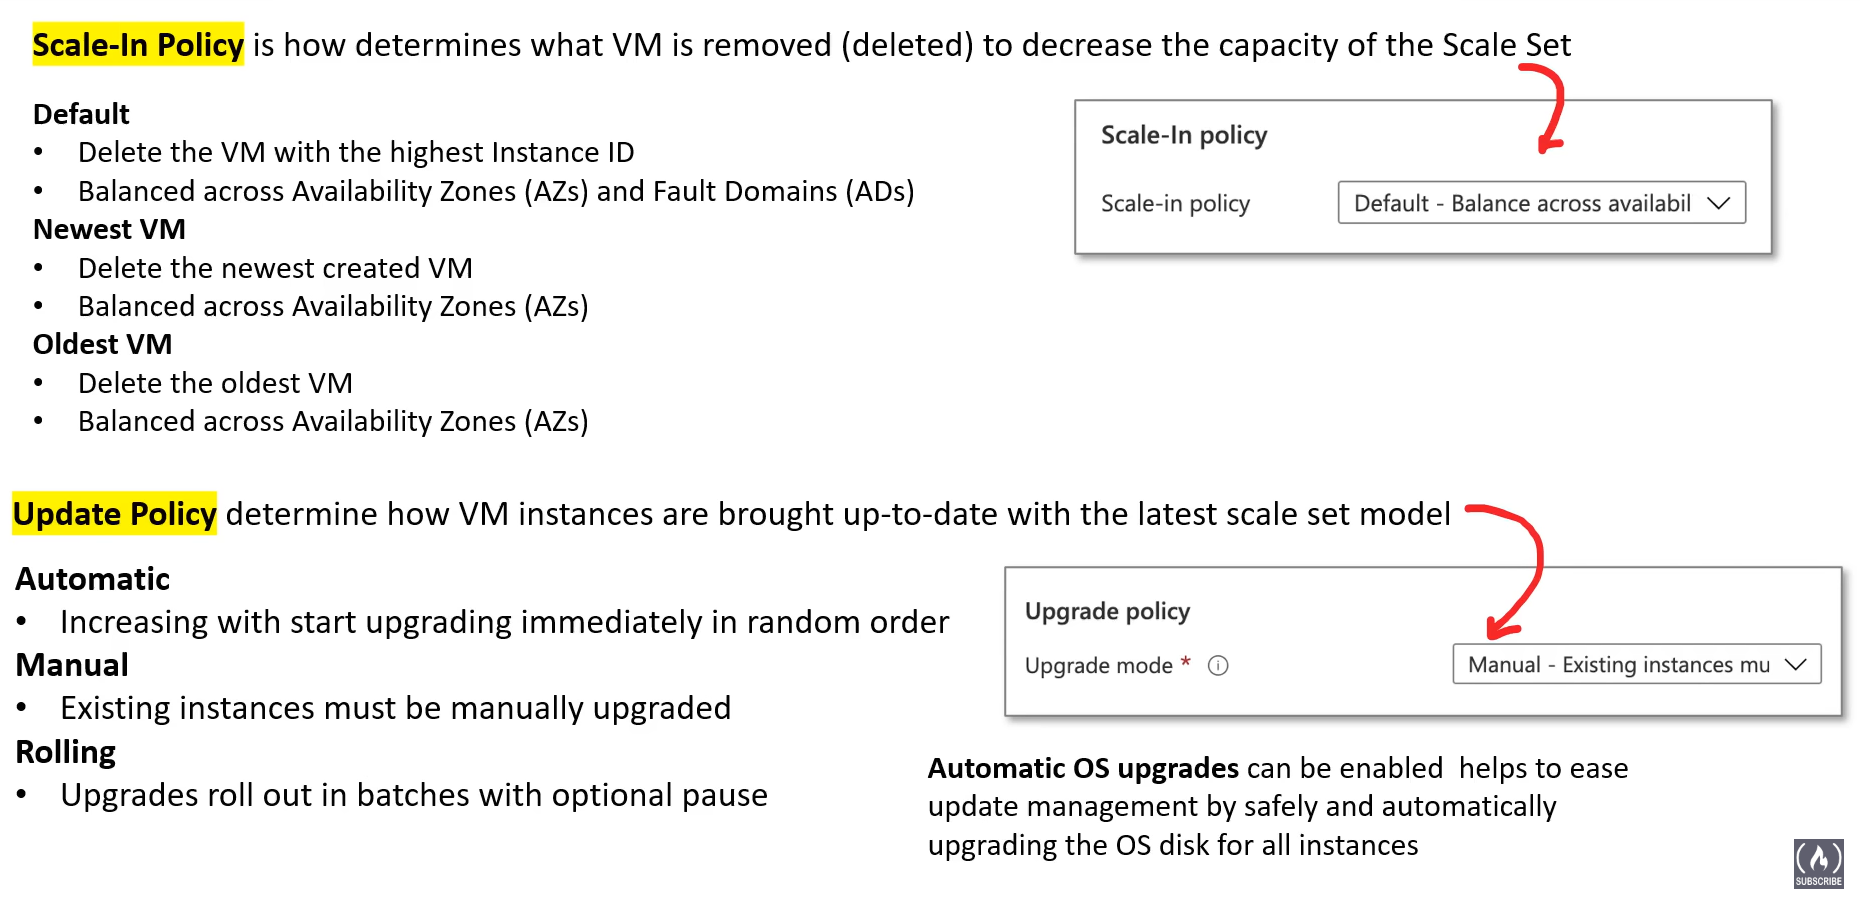 Scale-In Policy is how determines what VM is removed (deleted) to decrease the capacity of the Scale Set
Default
• Delete the VM with the highest Instance ID
• Balanced across Availability Zones (AZs) and Fault Domains (ADs)
Newest VM
• Delete the newest created VM
• Balanced across Availability Zones (AZs)
Oldest VM
• Delete the oldest VM
• Balanced across Availability Zones (AZs)
Scale-In policy
Scale-in policy Default - Balance across availabil
Update Policy determine how VM instances are brought up-to-date with the latest scale set model
Automatic
• Increasing with start upgrading immediately in random order
Manual
• Existing instances must be manually upgraded
Rolling
• Upgrades roll out in batches with optional pause
Upgrade policy
Upgrade mode * Manual - Existing instances mu
Automatic OS upgrades can be enabled  helps to ease
update management by safely and automatically
upgrading the OS disk for all instances
SUBSCRIBE